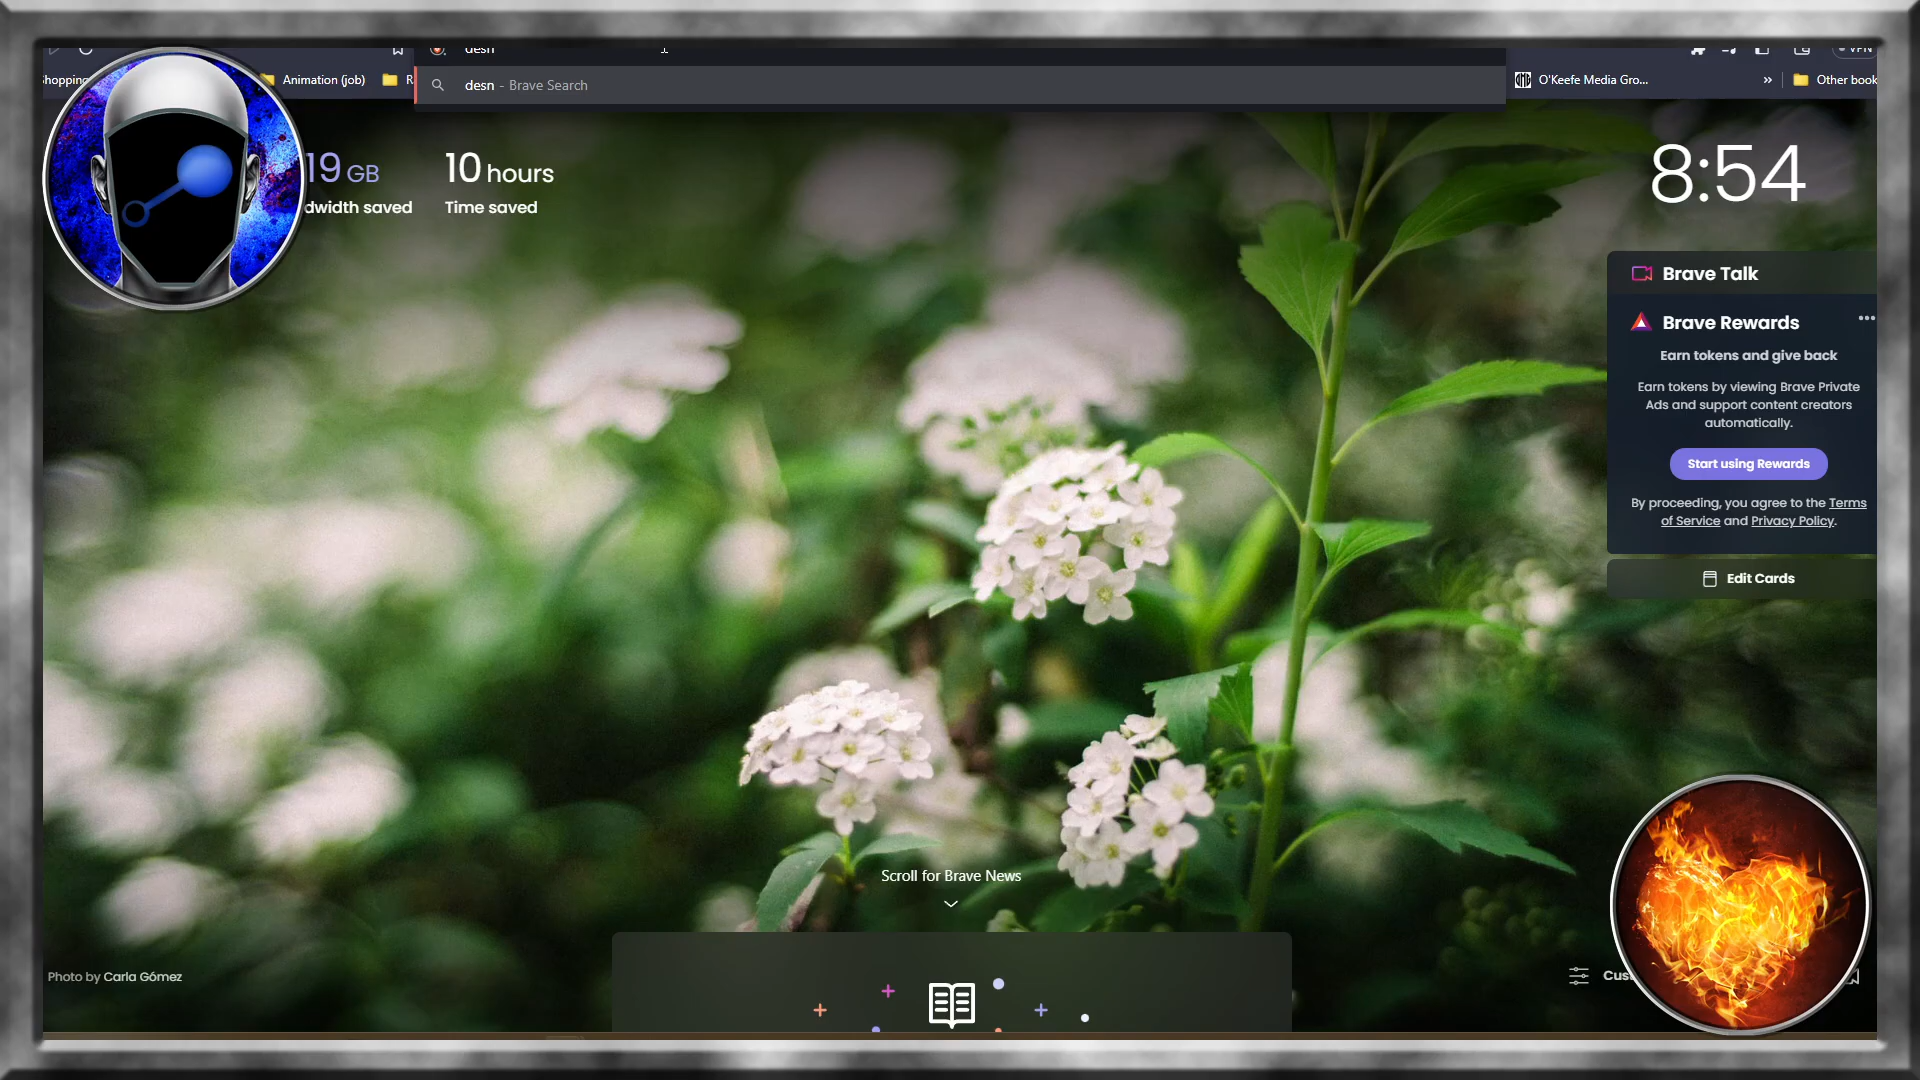 desn
VPN
Shopping
Animation (job)
R
desn - Brave Search
O'Keefe Media Gro...
»
Other book
19 GB
dwidth saved
10 hours
Time saved
8:54
Brave Talk
Brave Rewards
Earn tokens and give back
Earn tokens by viewing Brave Private
Ads and support content creators
automatically.
Start using Rewards
By proceeding, you agree to the Terms
of Service and Privacy Policy.
Edit Cards
Scroll for Brave News
Photo by Carla Gómez
Cus